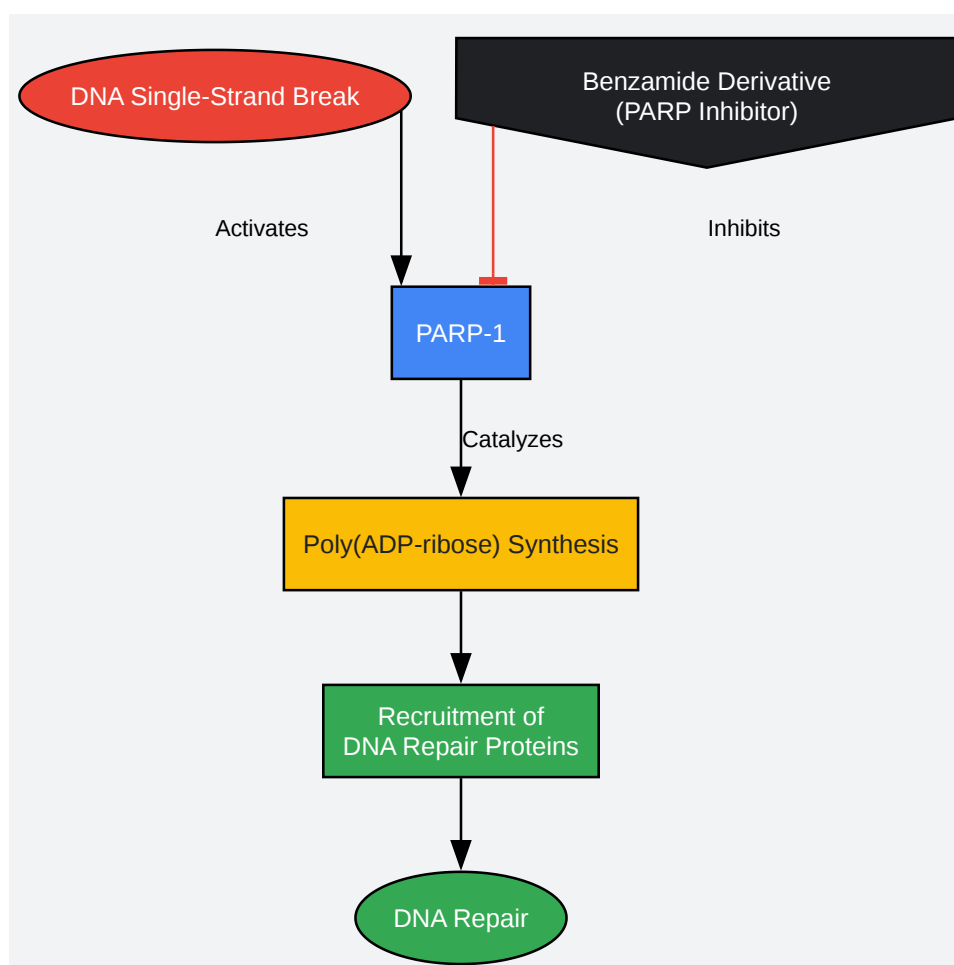 DNA Single-Strand Break
Benzamide Derivative
(PARP Inhibitor)
Activates
Inhibits
PARP-1
Catalyzes
Poly(ADP-ribose) Synthesis
Recruitment of
DNA Repair Proteins
DNA Repair